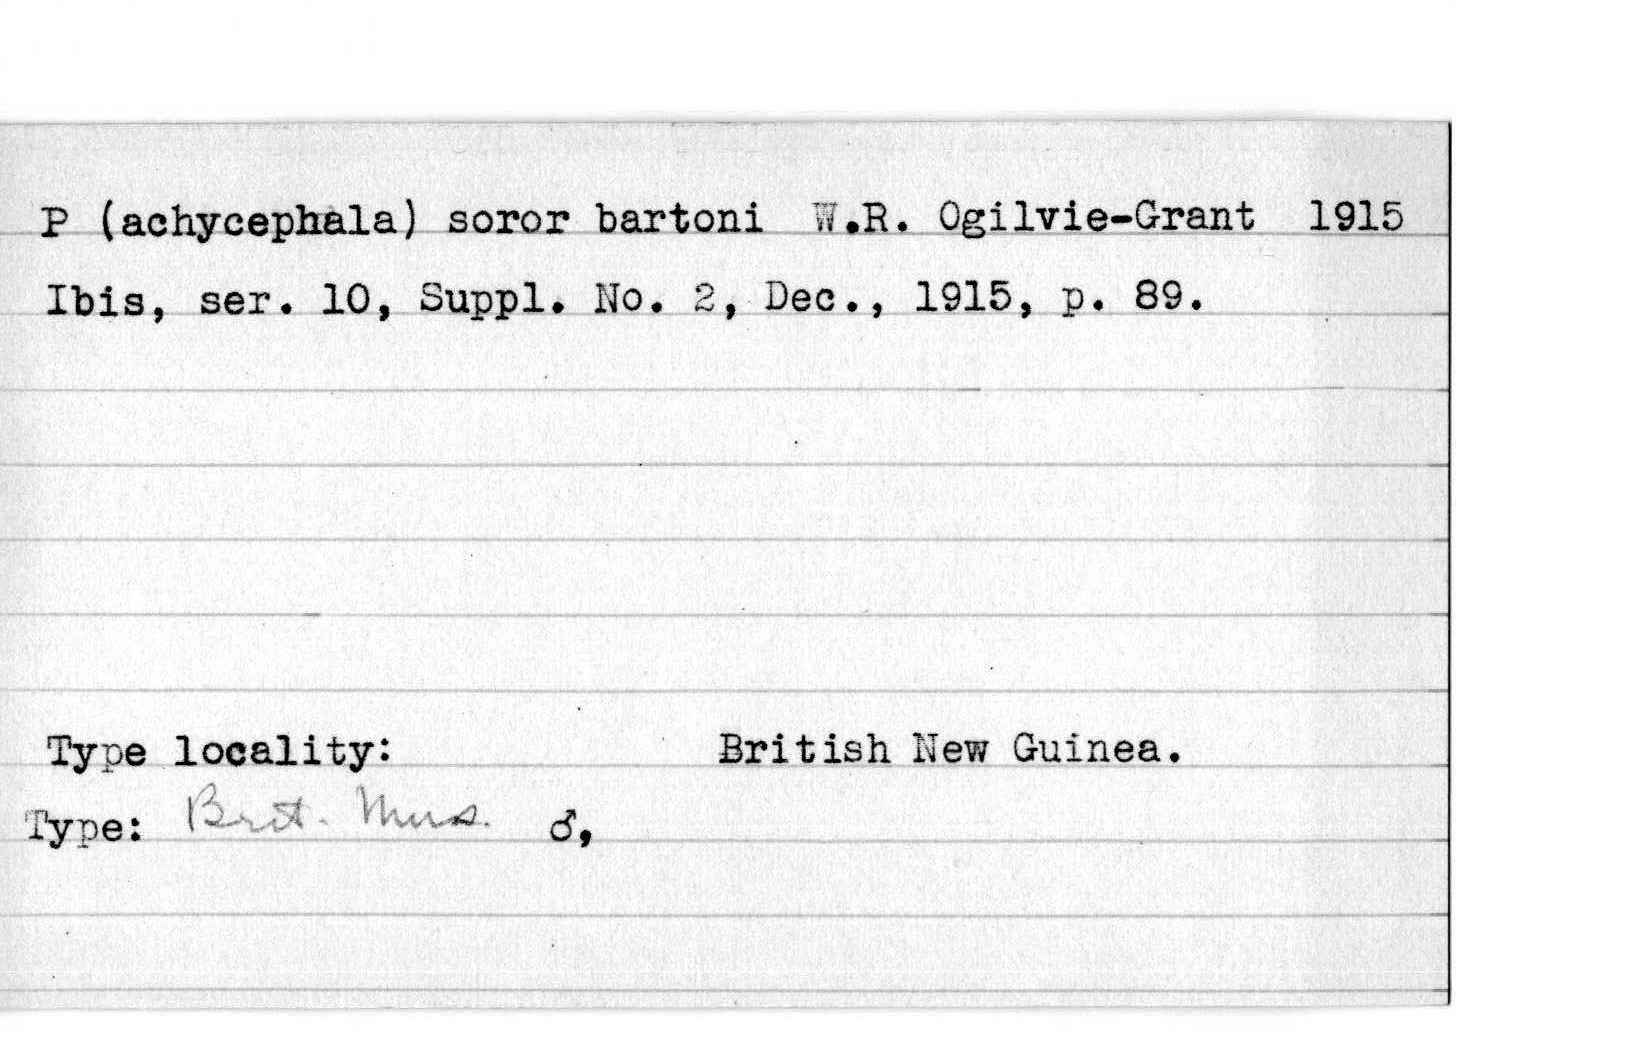 P (achycephala) soror bartoni W.R. Ogilvie-Grant 1915
Ibis, ser. 10, Suppl. No. 2, Dec., 1915, p. 89.
Type locality: British New Guinea.
Type: Brit. Mus. ♂,